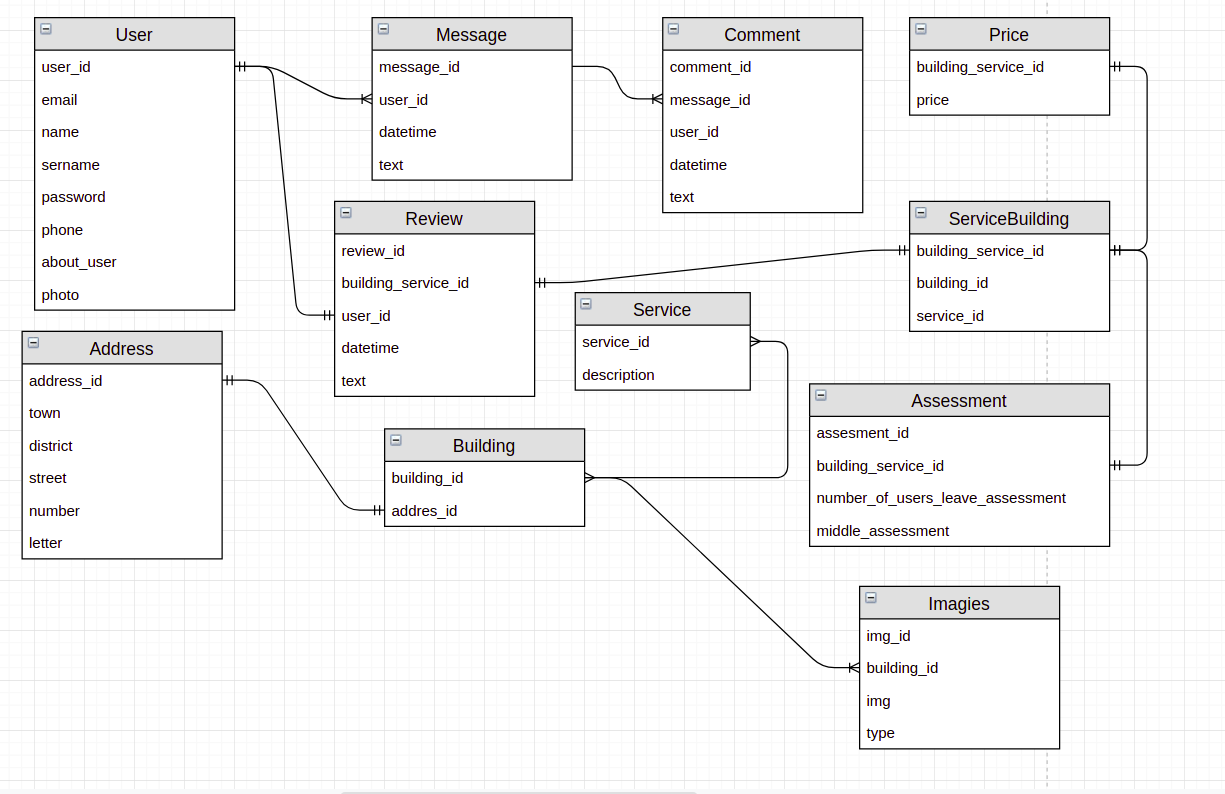 User
user_id
email
name
sername
password
phone
about_user
photo
Message
message_id
user_id
datetime
text
Comment
comment_id
message_id
user_id
datetime
text
Price
building_service_id
price
Review
review_id
building_service_id
user_id
datetime
text
ServiceBuilding
building_service_id
building_id
service_id
Service
service_id
description
Address
address_id
town
district
street
number
letter
Building
building_id
addres_id
Assessment
assesment_id
building_service_id
number_of_users_leave_assessment
middle_assessment
Imagies
img_id
building_id
img
type